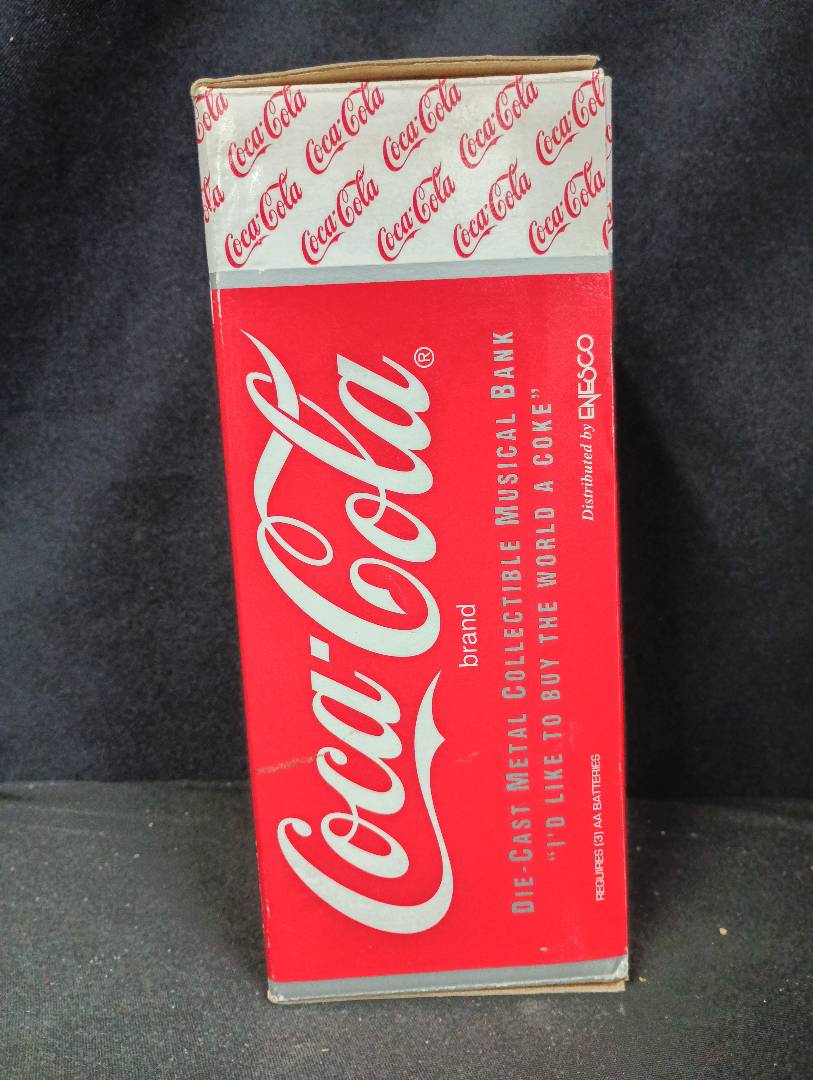 Cola Coca-Cola Coca-Cola Coca-Cola Coca-Cola Coca-Cola
Coca-Cola Coca-Cola Coca-Cola Coca-Cola Coca-Cola
Coca-Cola®
brand
DIE-CAST METAL COLLECTIBLE MUSICAL BANK
“I'D LIKE TO BUY THE WORLD A COKE”
REQUIRES (3) AA BATTERIES
Distributed by ENESCO